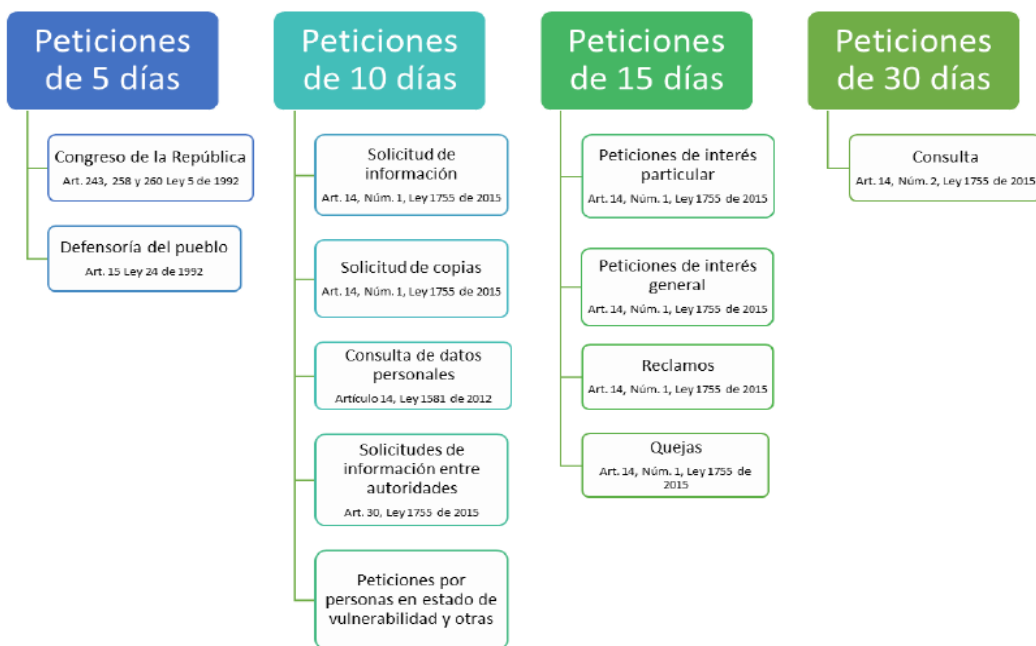 Peticiones
de 5 días
Congreso de la República
Art. 243, 258 y 260 Ley 5 de 1992
Defensoría del pueblo
Art. 15 Ley 24 de 1992
Peticiones
de 10 días
Solicitud de
información
Art. 14, Núm. 1, Ley 1755 de 2015
Solicitud de copias
Art. 14, Núm. 1, Ley 1755 de 2015
Consulta de datos
personales
Artículo 14, Ley 1581 de 2012
Solicitudes de
información entre
autoridades
Art. 30, Ley 1755 de 2015
Peticiones por
personas en estado de
vulnerabilidad y otras
Peticiones
de 15 días
Peticiones de interés
particular
Art. 14, Núm. 1, Ley 1755 de 2015
Peticiones de interés
general
Art. 14, Núm. 1, Ley 1755 de 2015
Reclamos
Art. 14, Núm. 1, Ley 1755 de 2015
Quejas
Art. 14, Núm. 1, Ley 1755 de
2015
Peticiones
de 30 días
Consulta
Art. 14, Núm. 2, Ley 1755 de 2015